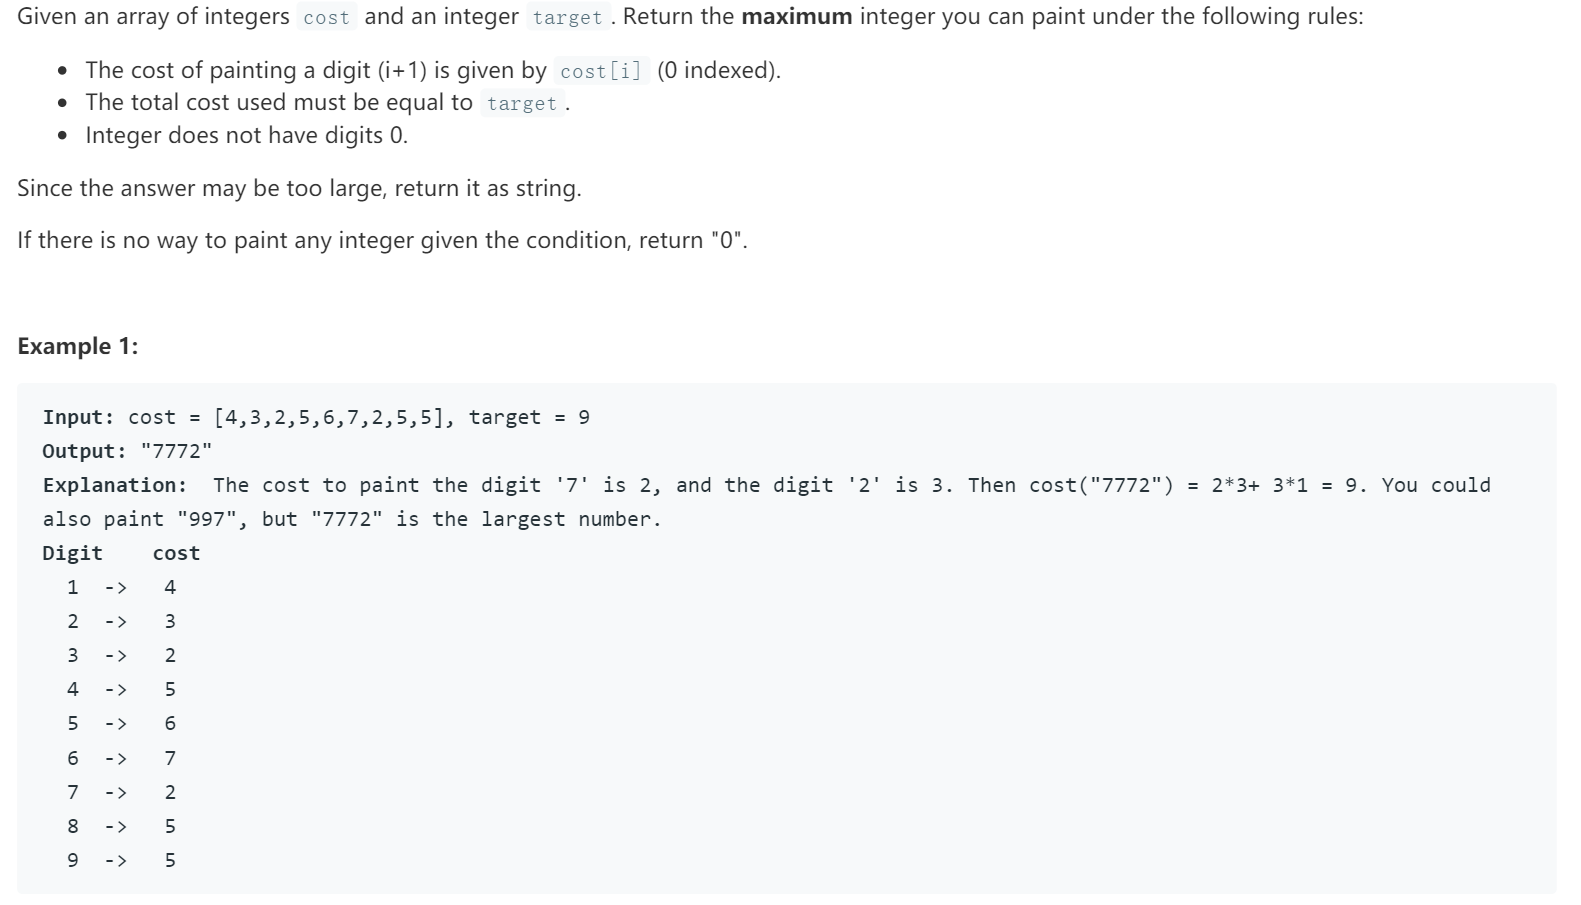 Given an array of integers cost and an integer target . Return the maximum integer you can paint under the following rules:
• The cost of painting a digit (i+1) is given by cost[i] (0 indexed).
• The total cost used must be equal to target .
• Integer does not have digits 0.
Since the answer may be too large, return it as string.
If there is no way to paint any integer given the condition, return "0".
Example 1:
Input: cost = [4,3,2,5,6,7,2,5,5], target = 9
Output: "7772"
Explanation:  The cost to paint the digit '7' is 2, and the digit '2' is 3. Then cost("7772") = 2*3+ 3*1 = 9. You could
also paint "997", but "7772" is the largest number.
Digit    cost
  1  ->   4
  2  ->   3
  3  ->   2
  4  ->   5
  5  ->   6
  6  ->   7
  7  ->   2
  8  ->   5
  9  ->   5